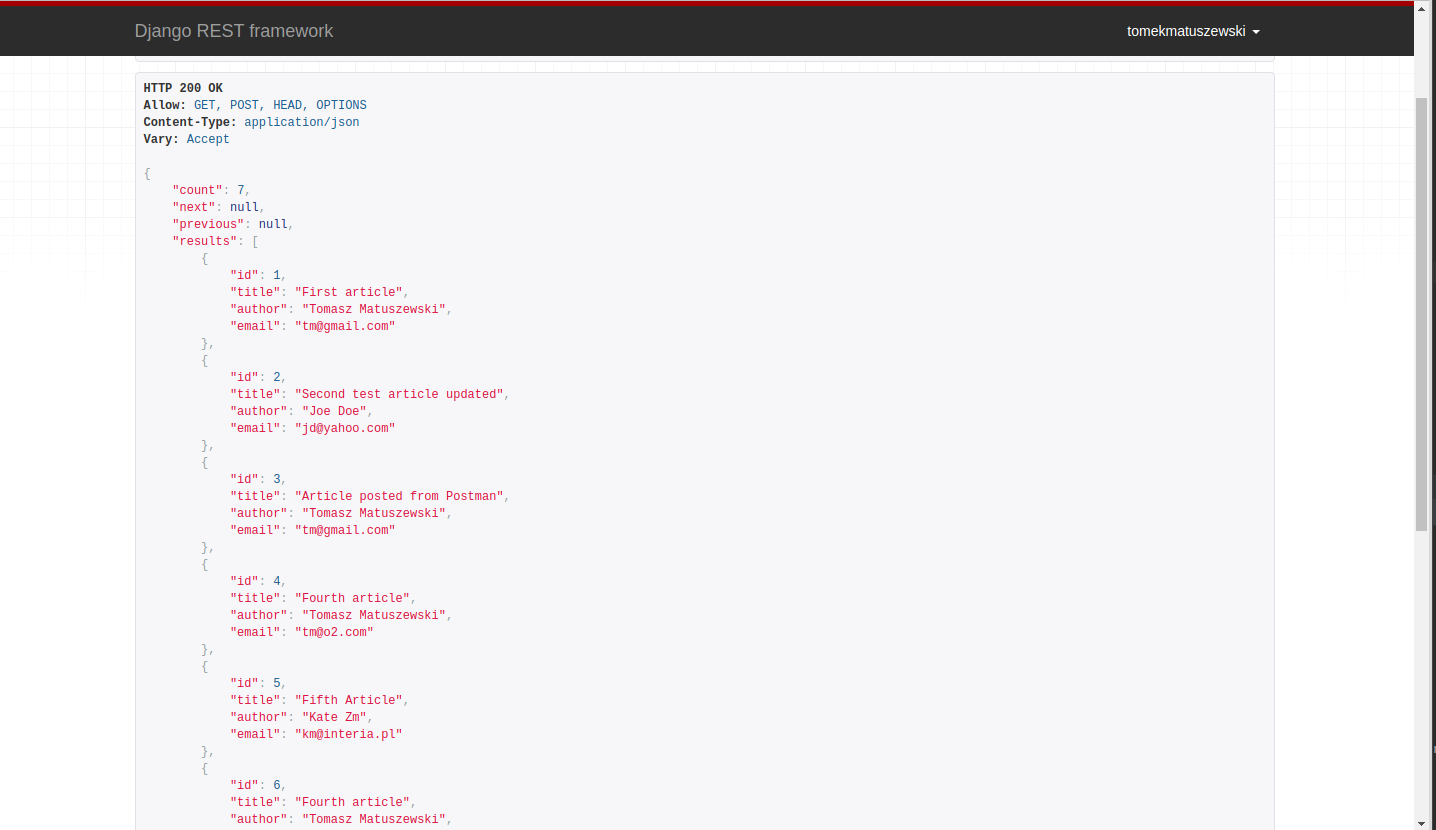 Django REST framework
tomekmatuszewski
HTTP 200 OK
Allow: GET, POST, HEAD, OPTIONS
Content-Type: application/json
Vary: Accept
{
    "count": 7,
    "next": null,
    "previous": null,
    "results": [
        {
            "id": 1,
            "title": "First article",
            "author": "Tomasz Matuszewski",
            "email": "tm@gmail.com"
        },
        {
            "id": 2,
            "title": "Second test article updated",
            "author": "Joe Doe",
            "email": "jd@yahoo.com"
        },
        {
            "id": 3,
            "title": "Article posted from Postman",
            "author": "Tomasz Matuszewski",
            "email": "tm@gmail.com"
        },
        {
            "id": 4,
            "title": "Fourth article",
            "author": "Tomasz Matuszewski",
            "email": "tm@o2.com"
        },
        {
            "id": 5,
            "title": "Fifth Article",
            "author": "Kate Zm",
            "email": "km@interia.pl"
        },
        {
            "id": 6,
            "title": "Fourth article",
            "author": "Tomasz Matuszewski",